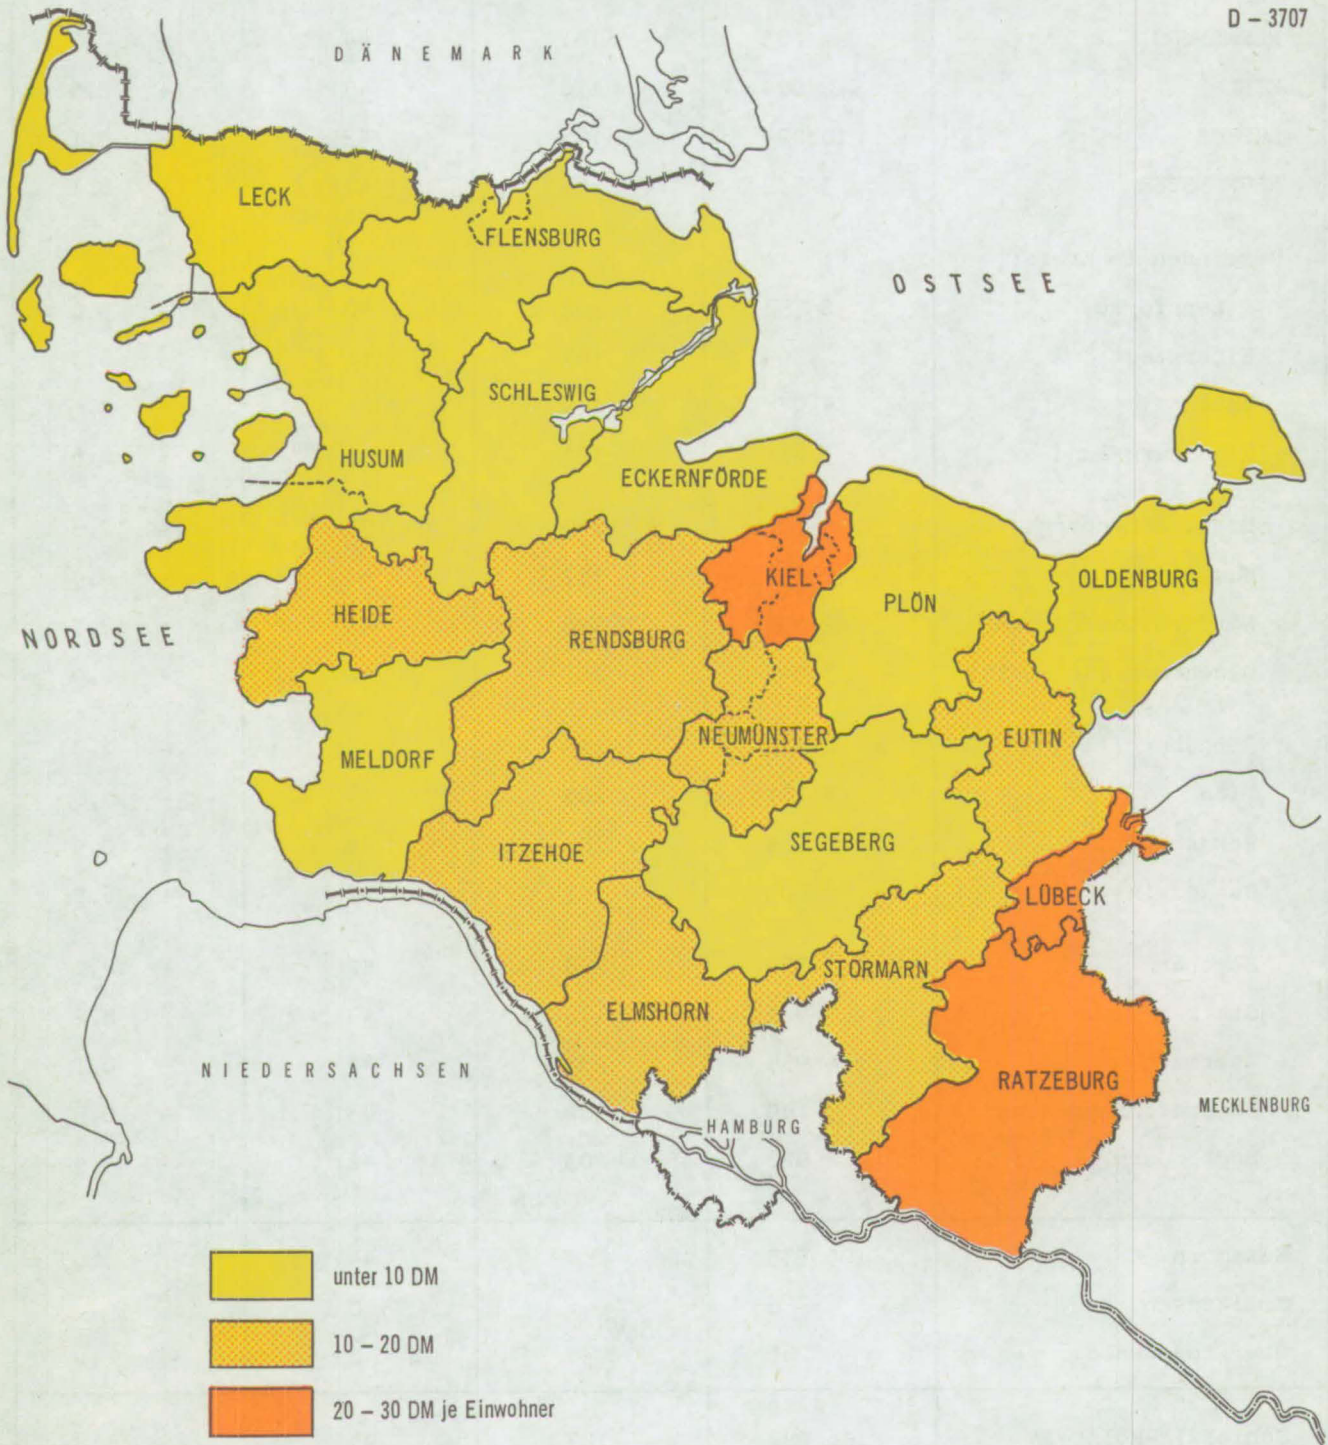 D – 3707
DÄNEMARK
LECK
FLENSBURG
OSTSEE
SCHLESWIG
HUSUM
ECKERNFÖRDE
KIEL
OLDENBURG
PLÖN
HEIDE
NORDSEE
RENDSBURG
NEUMÜNSTER
EUTIN
MELDORF
SEGEBERG
ITZEHOE
LÜBECK
STORMARN
ELMSHORN
NIEDERSACHSEN
RATZEBURG
MECKLENBURG
HAMBURG
unter 10 DM
10 – 20 DM
20 – 30 DM je Einwohner